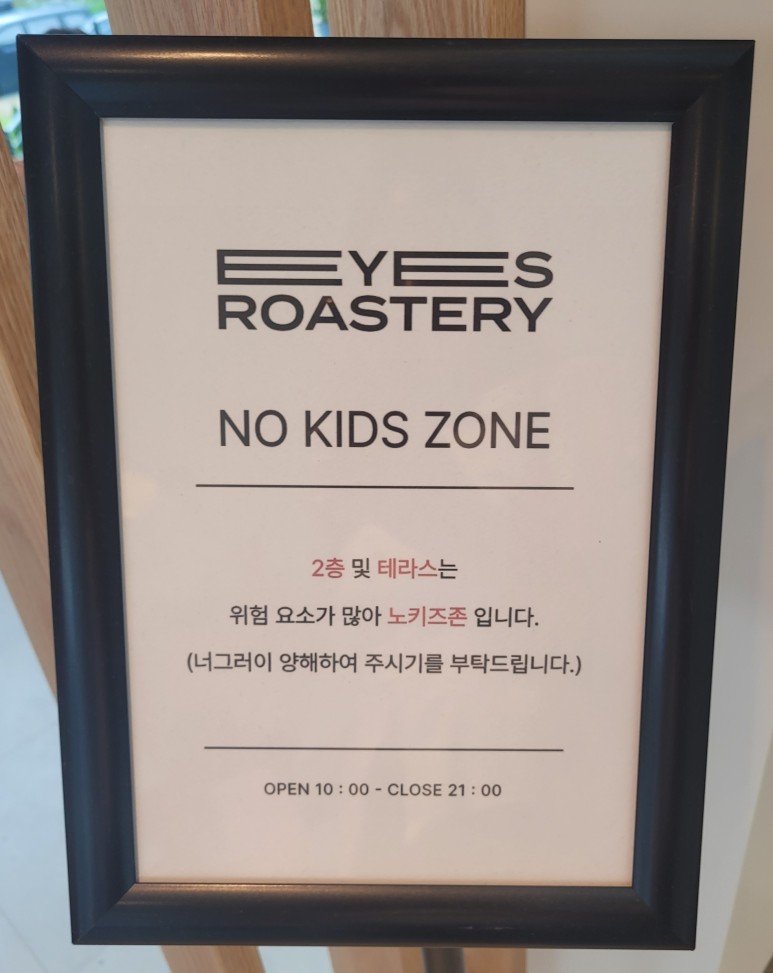 EYES
ROASTERY
NO KIDS ZONE
2층 및 테라스는
위험 요소가 많아 노키즈존 입니다.
(너그러이 양해하여 주시기를 부탁드립니다.)
OPEN 10 : 00 - CLOSE 21 : 00